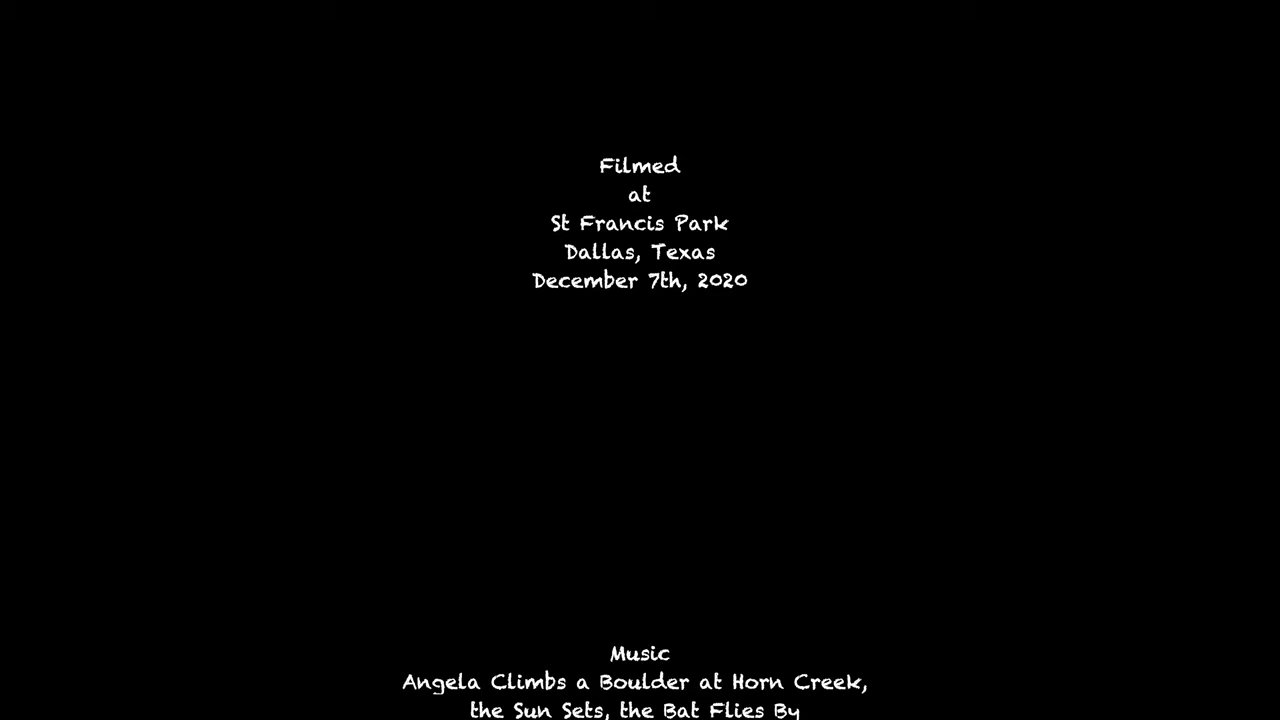 Filmed
at
St Francis Park
Dallas, Texas
December 7th, 2020
Music
Angela Climbs a Boulder at Horn Creek,
the Sun Sets, the Bat Flies By